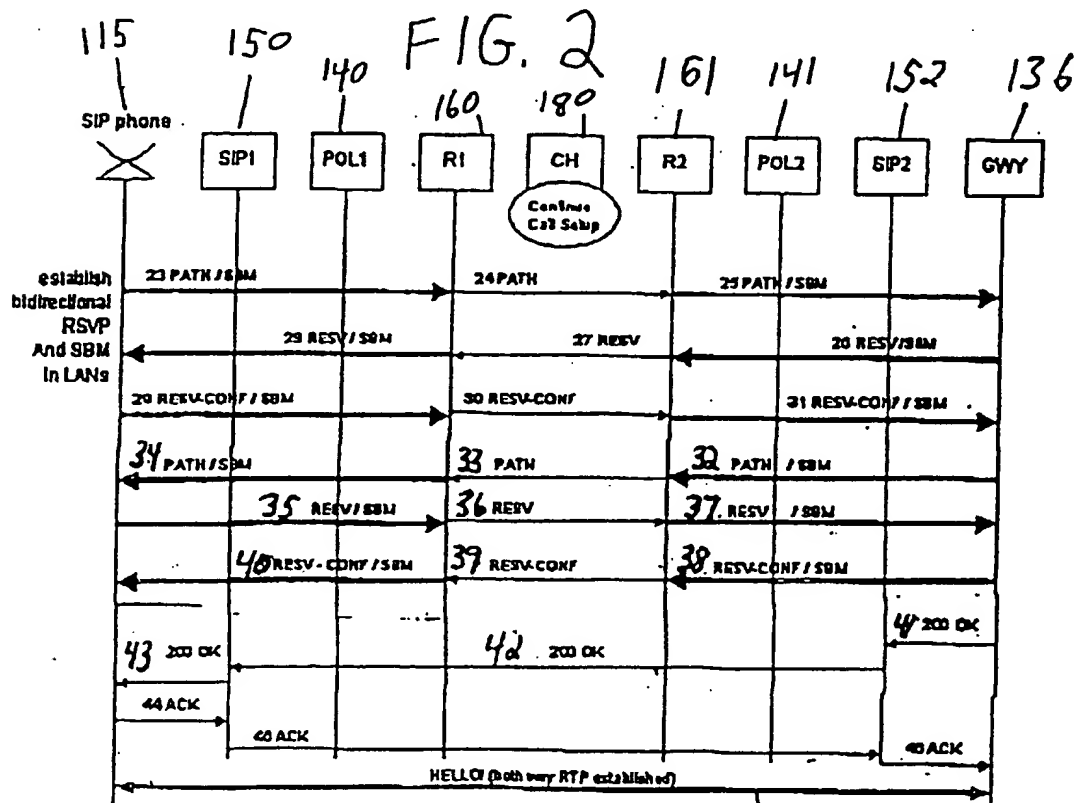 FIG. 2
115 150 140 160 180 161 141 152 136
SIP phone SIP1 POL1 R1 CH R2 POL2 SIP2 GWY
Continue
Call Setup
establish
bidirectional
RSVP
And SBM
in LANs
23 PATH / SBM 24 PATH 25 PATH / SBM
RESV / SBM 27 RESV RESV/SBM
29 RESV-CONF / SBM 30 RESV-CONF 31 RESV-CONF / SBM
34 PATH / SBM 33 PATH 32 PATH / SBM
35 RESV / SBM 36 RESV 37 RESV / SBM
40 RESV - CONF / SBM 39 RESV-CONF 38 RESV-CONF / SBM
41 200 OK
43 200 OK 42 200 OK
44 ACK
ACK ACK
HELLO! (both way RTP established)